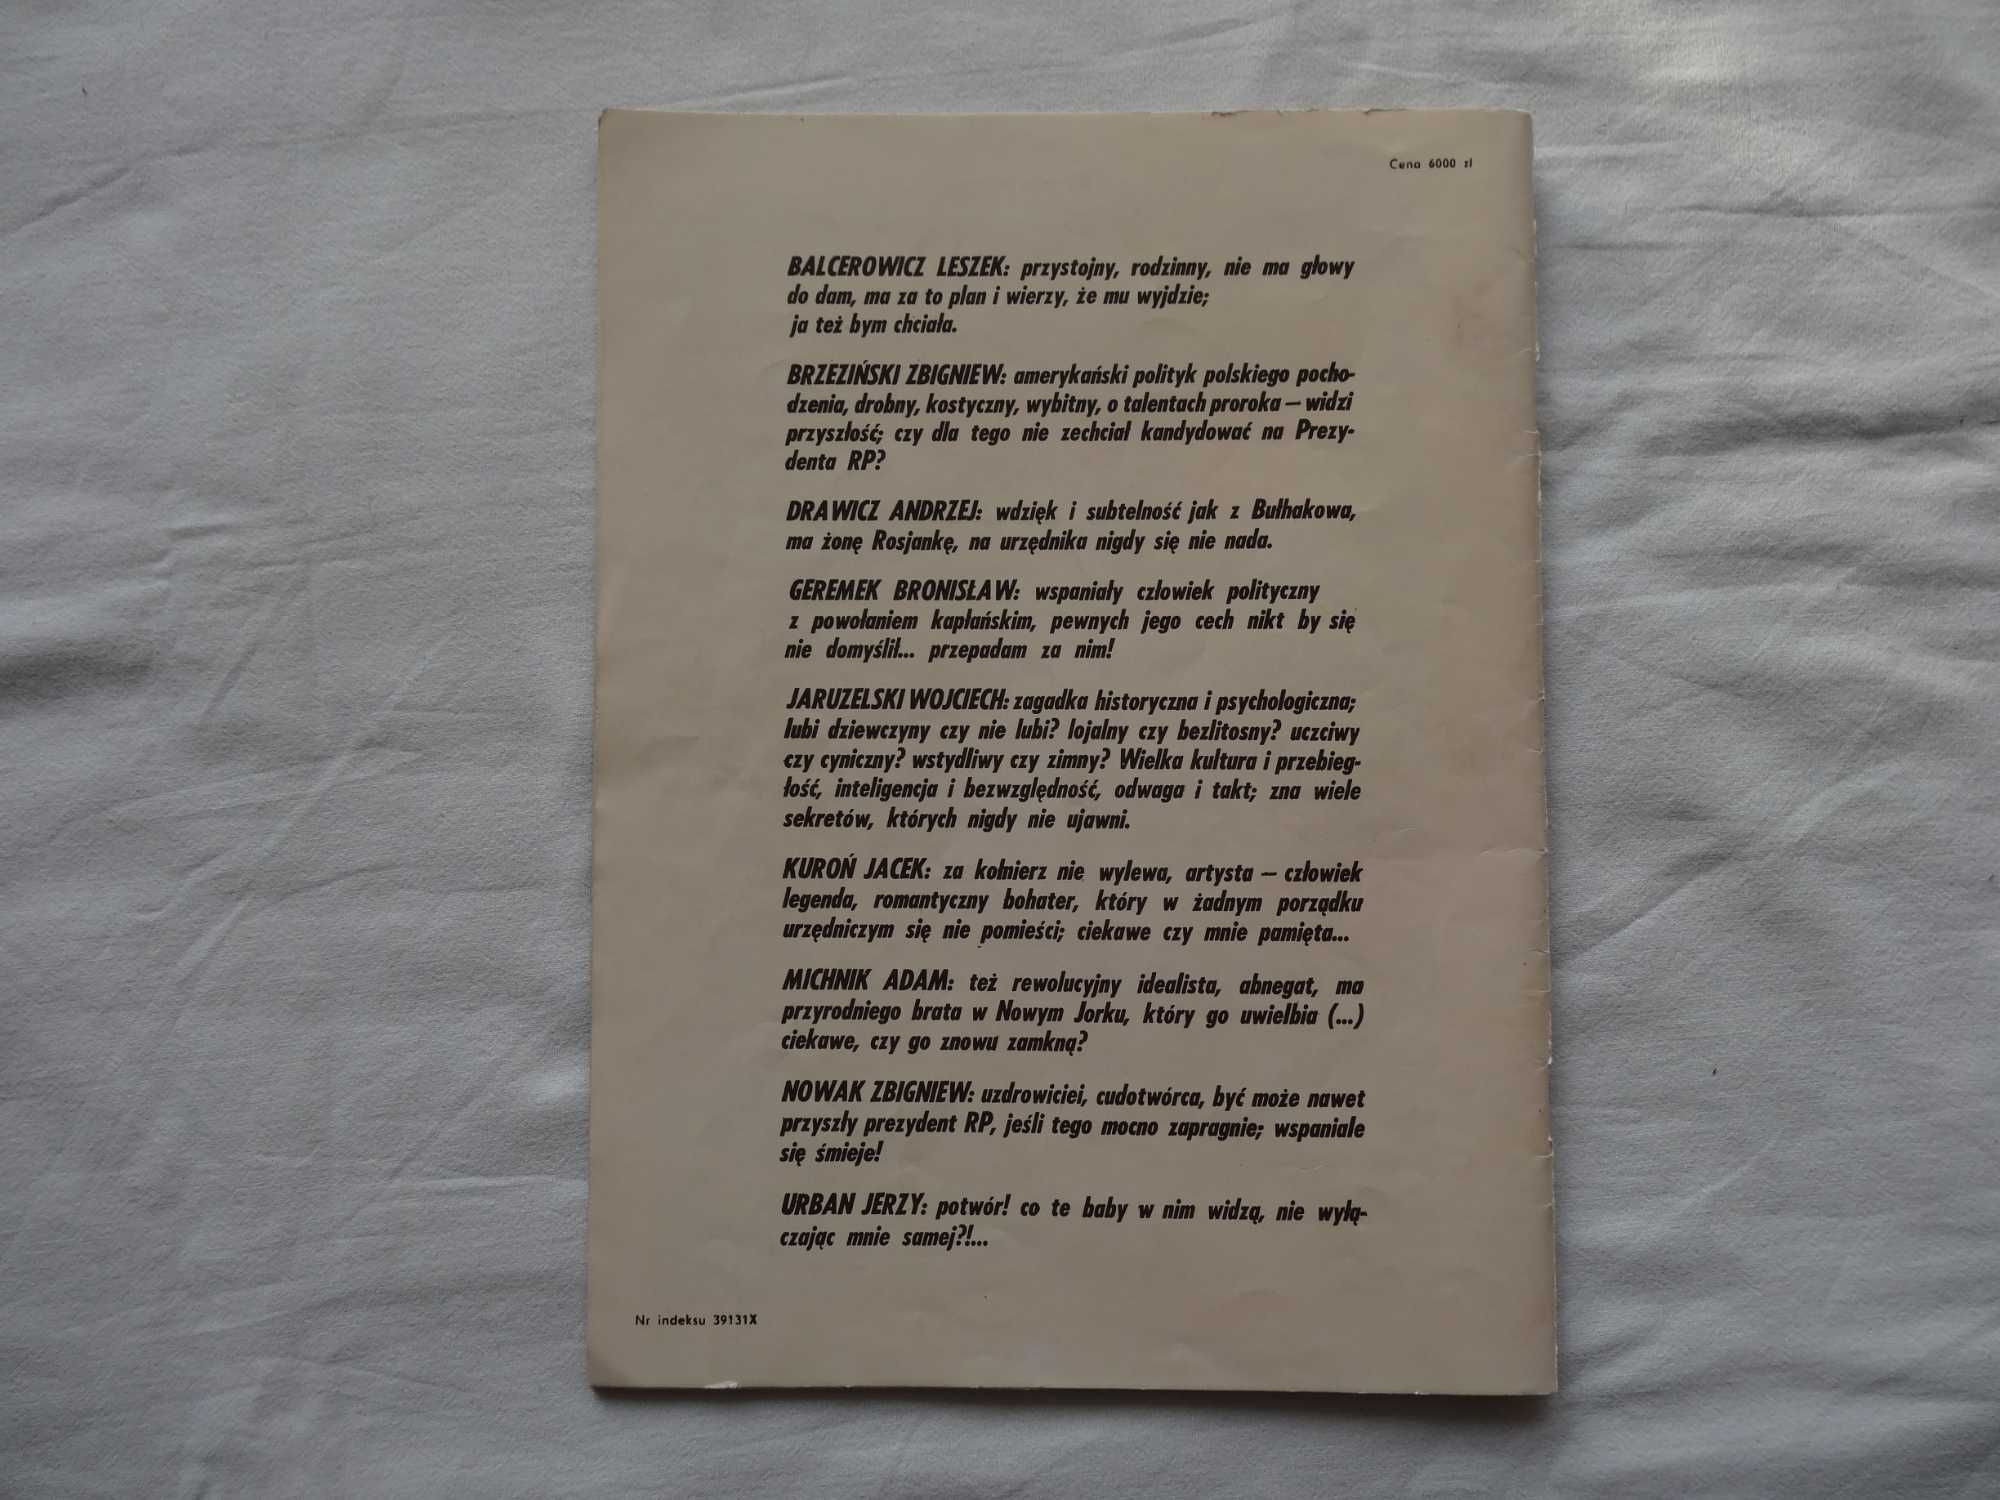 Cena 6000 zł
BALCEROWICZ LESZEK: przystojny, rodzinny, nie ma głowy
do dam, ma za to plan i wierzy, że mu wyjdzie;
ja też bym chciała.
BRZEZIŃSKI ZBIGNIEW: amerykański polityk polskiego pocho-
dzenia, drobny, kostyczny, wybitny, o talentach proroka — widzi
przyszłość; czy dla tego nie zechciał kandydować na Prezy-
denta RP?
DRAWICZ ANDRZEJ: wdzięk i subtelność jak z Bułhakowa,
ma żonę Rosjankę, na urzędnika nigdy się nie nada.
GEREMEK BRONISŁAW: wspaniały człowiek polityczny
z powołaniem kapłańskim, pewnych jego cech nikt by się
nie domyślił... przepadam za nim!
JARUZELSKI WOJCIECH: zagadka historyczna i psychologiczna;
lubi dziewczyny czy nie lubi? lojalny czy bezlitosny? uczciwy
czy cyniczny? wstydliwy czy zimny? Wielka kultura i przebieg-
łość, inteligencja i bezwzględność, odwaga i takt; zna wiele
sekretów, których nigdy nie ujawni.
KUROŃ JACEK: za kołnierz nie wylewa, artysta — człowiek
legenda, romantyczny bohater, który w żadnym porządku
urzędniczym się nie pomieści; ciekawe czy mnie pamięta...
MICHNIK ADAM: też rewolucyjny idealista, abnegat, ma
przyrodniego brata w Nowym Jorku, który go uwielbia (...)
ciekawe, czy go znowu zamkną?
NOWAK ZBIGNIEW: uzdrowiciei, cudotwórca, być może nawet
przyszły prezydent RP, jeśli tego mocno zapragnie; wspaniale
się śmieje!
URBAN JERZY: potwór! co te baby w nim widzą, nie wyłą-
czając mnie samej?!...
Nr indeksu 39131X